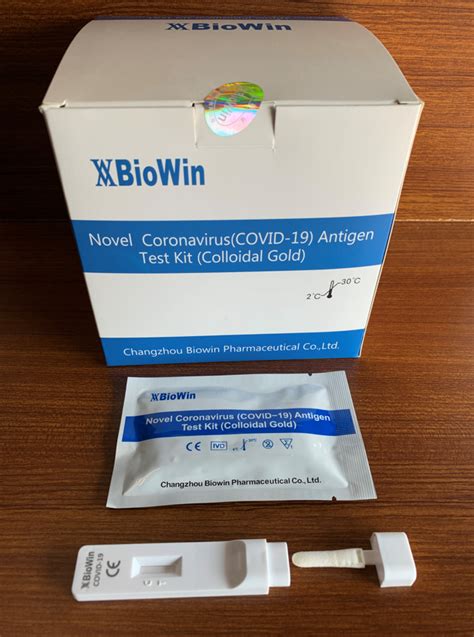 BioWin
BioWin
Novel Coronavirus(COVID-19) Antigen
Test Kit (Colloidal Gold)
2℃ -30℃
Changzhou Biowin Pharmaceutical Co.,Ltd.
BioWin
Novel Coronavirus (COVID-19) Antigen
Test Kit (Colloidal Gold)
CE IVD
Changzhou Biowin Pharmaceutical Co.,Ltd.
BioWin
COVID-19
CE